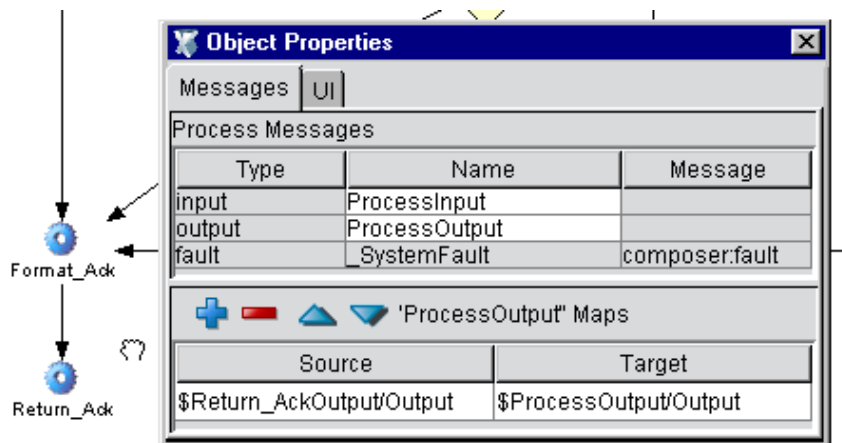 Object Properties
Messages UI
Process Messages
Type Name Message
input ProcessInput
output ProcessOutput
fault _SystemFault composer:fault
Format_Ack
'ProcessOutput" Maps
Source Target
$Return_AckOutput/Output $ProcessOutput/Output
Return_Ack